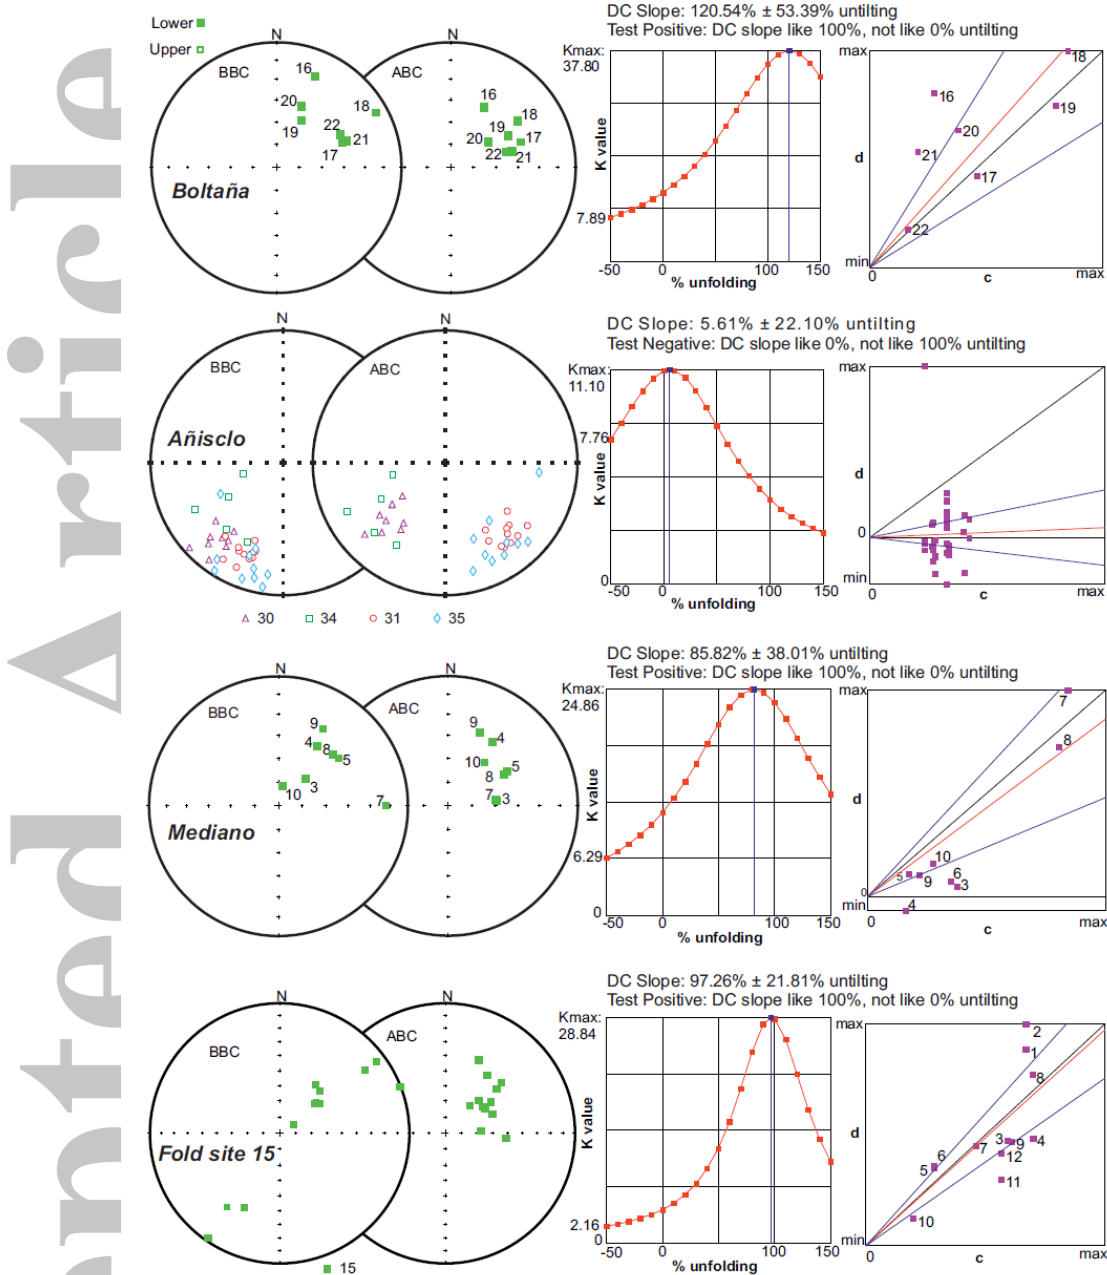 Accepted Article
Lower
Upper
N
BBC
16
20
19
22
21
17
18
Boltaña
N
ABC
16
18
19
17
20
22
21
DC Slope: 120.54% ± 53.39% untilting
Test Positive: DC slope like 100%, not like 0% untilting
Kmax:
37.80
K value
7.89
-50 0 100 150
% unfolding
max
18
16
19
20
21
d
17
22
min
0 c max
N
BBC
Añisclo
N
ABC
30 34 31 35
DC Slope: 5.61% ± 22.10% untilting
Test Negative: DC slope like 0%, not like 100% untilting
Kmax:
11.10
7.76
K value
0
-50 0 100 150
% unfolding
max
d
0
min
0 c max
N
BBC
9
4
8
5
3
10
7
Mediano
N
ABC
9
4
10
5
8
7
3
DC Slope: 85.82% ± 38.01% untilting
Test Positive: DC slope like 100%, not like 0% untilting
Kmax:
24.86
K value
6.29
0
-50 0 100 150
% unfolding
max
7
8
d
10
5
9
6
3
0
min
4
0 c max
N
BBC
Fold site 15
N
ABC
15
DC Slope: 97.26% ± 21.81% untilting
Test Positive: DC slope like 100%, not like 0% untilting
Kmax:
28.84
K value
2.16
0
-50 0 100 150
% unfolding
max
2
1
8
d
3
9
4
7
12
6
5
11
10
min
0 c max